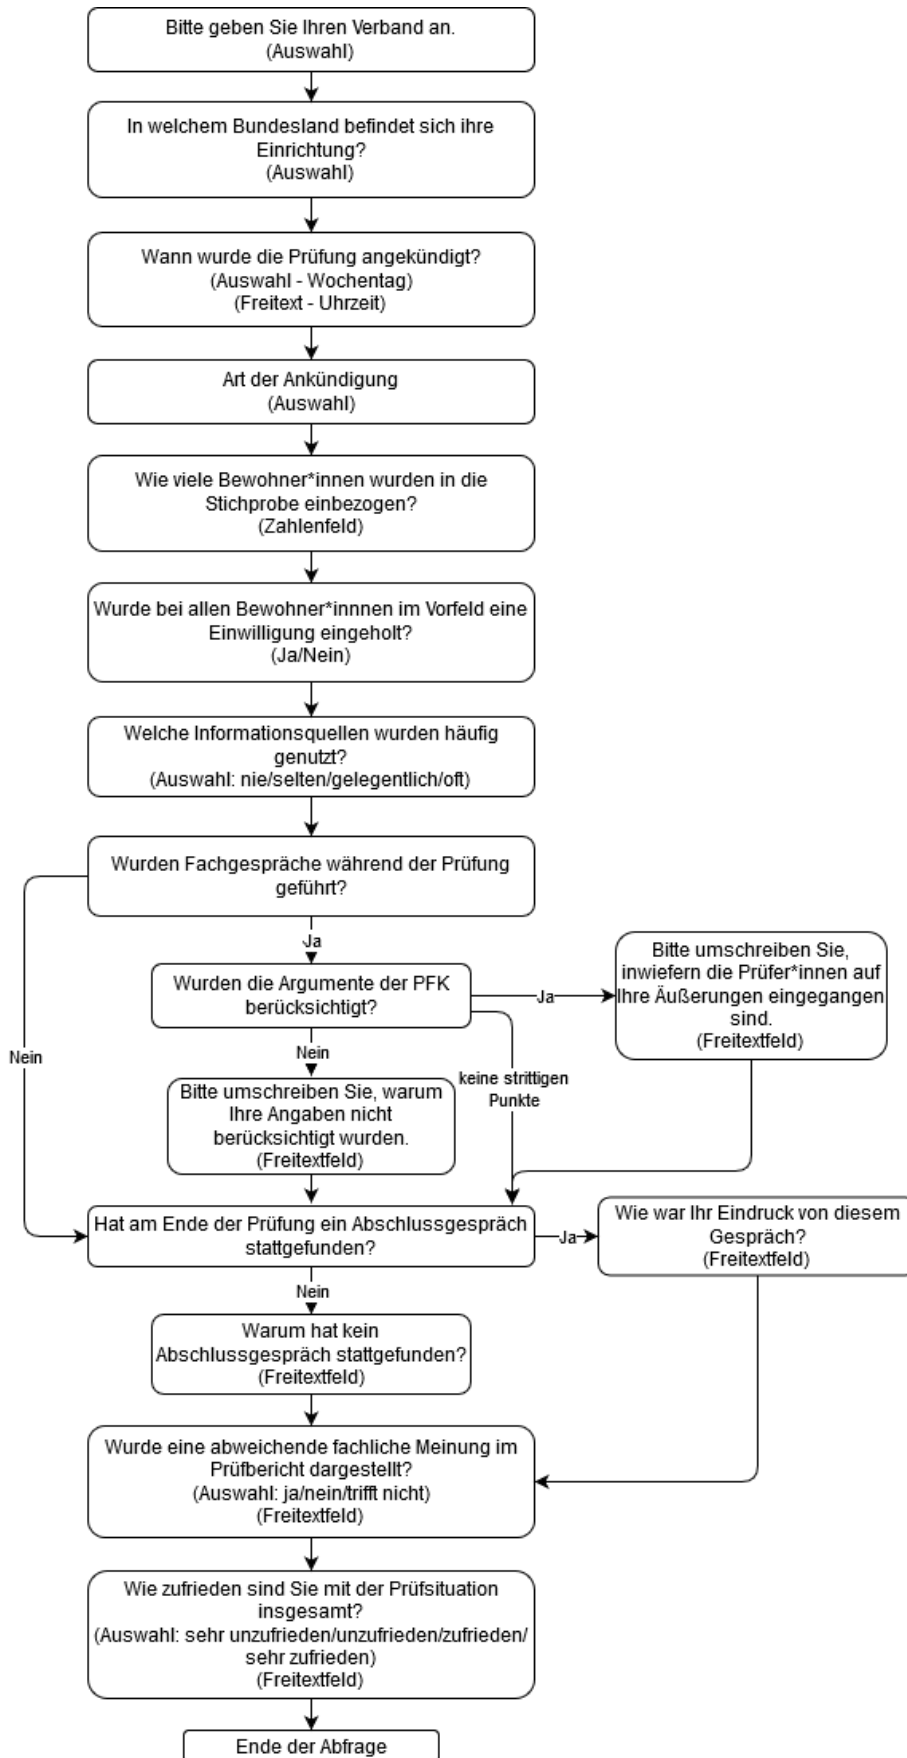 Bitte geben Sie Ihren Verband an.
(Auswahl)
In welchem Bundesland befindet sich ihre
Einrichtung?
(Auswahl)
Wann wurde die Prüfung angekündigt?
(Auswahl - Wochentag)
(Freitext - Uhrzeit)
Art der Ankündigung
(Auswahl)
Wie viele Bewohner*innen wurden in die
Stichprobe einbezogen?
(Zahlenfeld)
Wurde bei allen Bewohner*innnen im Vorfeld eine
Einwilligung eingeholt?
(Ja/Nein)
Welche Informationsquellen wurden häufig
genutzt?
(Auswahl: nie/selten/gelegentlich/oft)
Wurden Fachgespräche während der Prüfung
geführt?
Ja
Nein
Wurden die Argumente der PFK
berücksichtigt?
Ja
Bitte umschreiben Sie,
inwiefern die Prüfer*innen auf
Ihre Äußerungen eingegangen
sind.
(Freitextfeld)
Nein
keine strittigen
Punkte
Bitte umschreiben Sie, warum
Ihre Angaben nicht
berücksichtigt wurden.
(Freitextfeld)
Hat am Ende der Prüfung ein Abschlussgespräch
stattgefunden?
Ja
Wie war Ihr Eindruck von diesem
Gespräch?
(Freitextfeld)
Nein
Warum hat kein
Abschlussgespräch stattgefunden?
(Freitextfeld)
Wurde eine abweichende fachliche Meinung im
Prüfbericht dargestellt?
(Auswahl: ja/nein/trifft nicht)
(Freitextfeld)
Wie zufrieden sind Sie mit der Prüfsituation
insgesamt?
(Auswahl: sehr unzufrieden/unzufrieden/zufrieden/
sehr zufrieden)
(Freitextfeld)
Ende der Abfrage